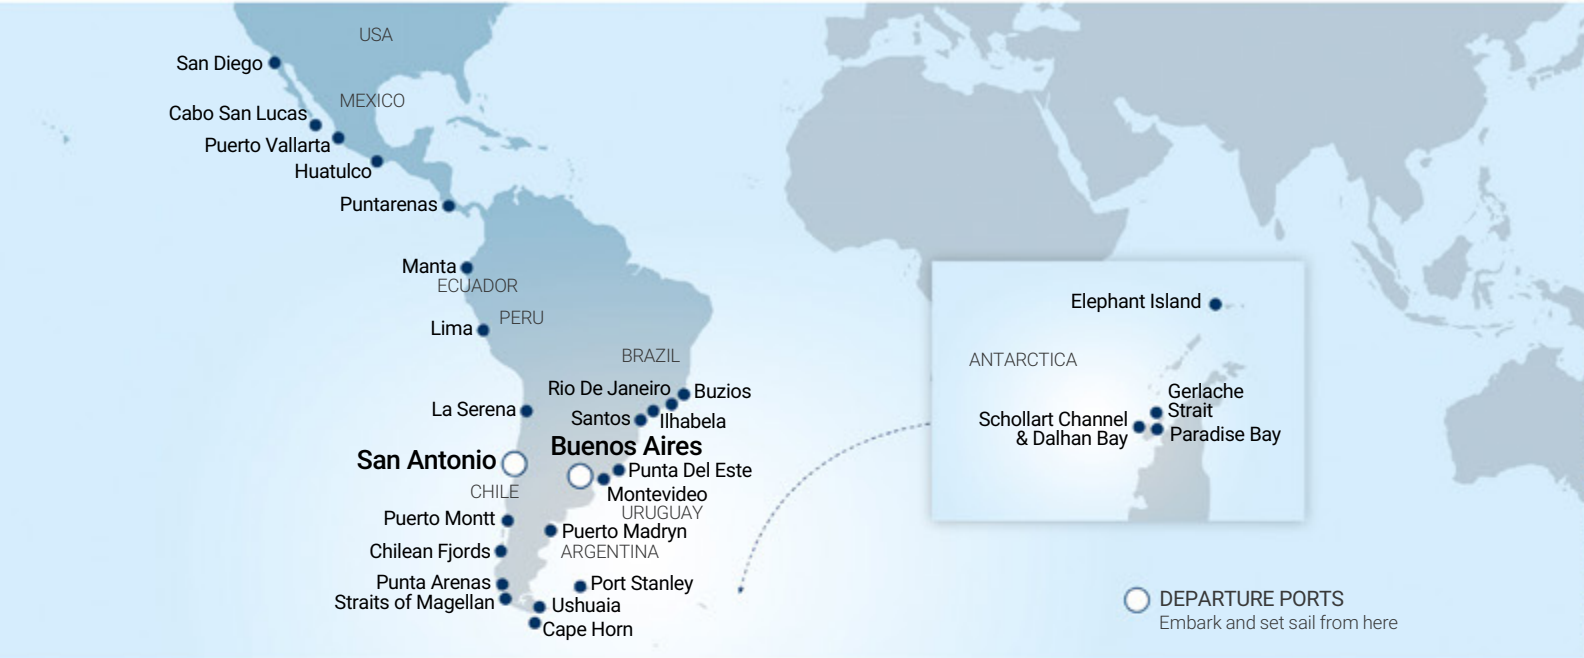 USA
San Diego
MEXICO
Cabo San Lucas
Puerto Vallarta
Huatulco
Puntarenas
Manta
ECUADOR
PERU
Lima
BRAZIL
Rio De Janeiro
Buzios
La Serena
Santos
Ilhabela
Buenos Aires
San Antonio
Punta Del Este
CHILE
Montevideo
URUGUAY
Puerto Montt
Puerto Madryn
Chilean Fjords
ARGENTINA
Punta Arenas
Port Stanley
Straits of Magellan
Ushuaia
Cape Horn
Elephant Island
ANTARCTICA
Gerlache
Strait
Schollart Channel
& Dalhan Bay
Paradise Bay
DEPARTURE PORTS
Embark and set sail from here